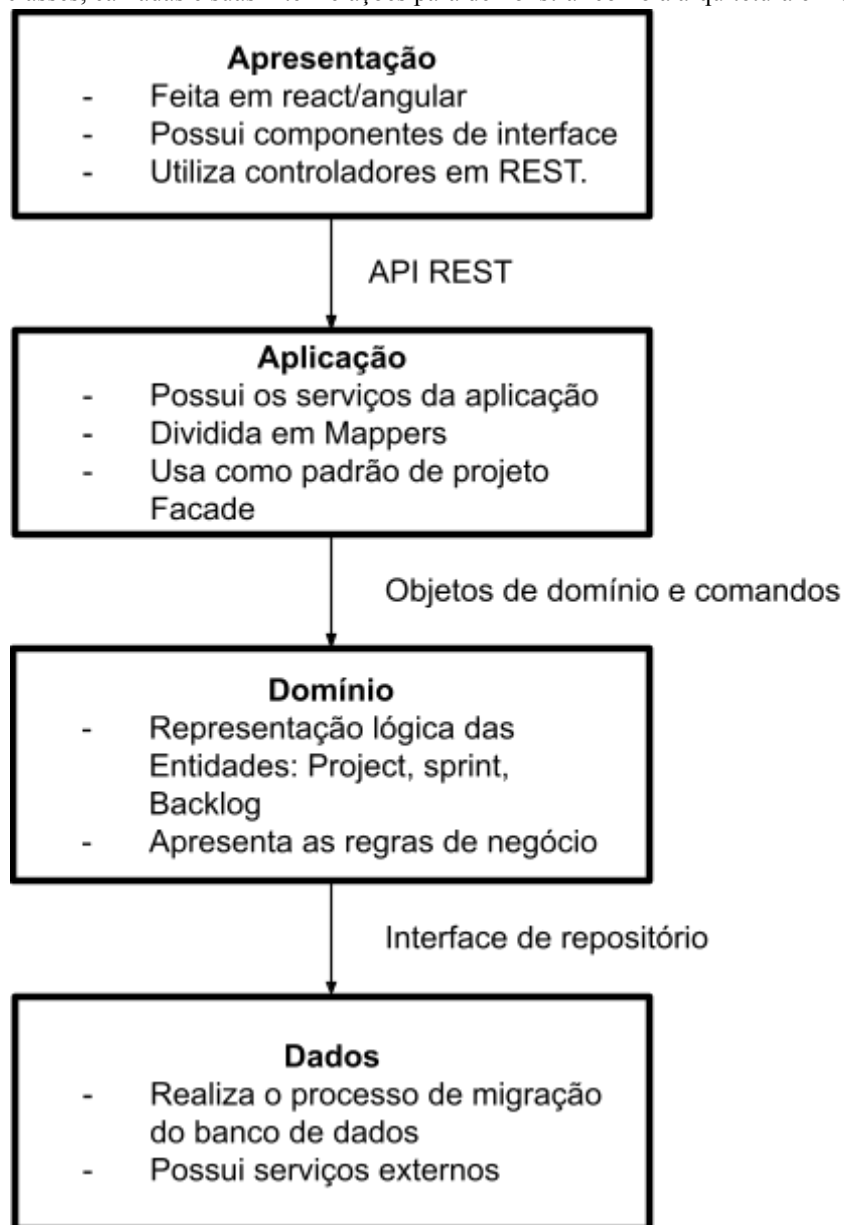 Apresentação
- Feita em react/angular
- Possui componentes de interface
- Utiliza controladores em REST.
API REST
Aplicação
- Possui os serviços da aplicação
- Dividida em Mappers
- Usa como padrão de projeto
Facade
Objetos de domínio e comandos
Domínio
- Representação lógica das
Entidades: Project, sprint,
Backlog
- Apresenta as regras de negócio
Interface de repositório
Dados
- Realiza o processo de migração
do banco de dados
- Possui serviços externos